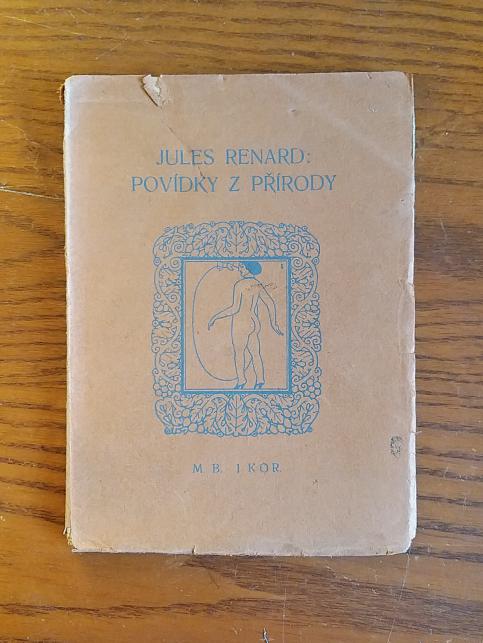 JULES RENARD:
POVÍDKY Z PŘÍRODY
M. B. 1 KOR.